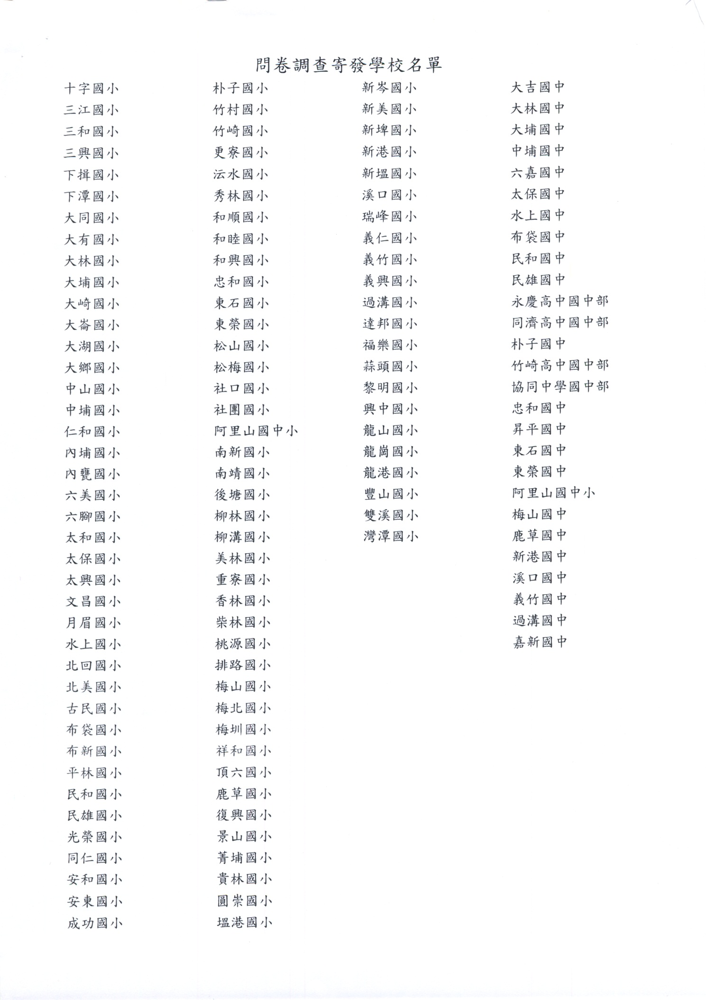 問卷調查寄發學校名單
十字國小
三江國小
三和國小
三興國小
下揖國小
下潭國小
大同國小
大有國小
大林國小
大埔國小
大崎國小
大崙國小
大湖國小
大鄉國小
中山國小
中埔國小
仁和國小
內埔國小
內甕國小
六美國小
六腳國小
太和國小
太保國小
太興國小
文昌國小
月眉國小
水上國小
北回國小
北美國小
古民國小
布袋國小
布新國小
平林國小
民和國小
民雄國小
光榮國小
同仁國小
安和國小
安東國小
成功國小
朴子國小
竹村國小
竹崎國小
更寮國小
沄水國小
秀林國小
和順國小
和睦國小
和興國小
忠和國小
東石國小
東榮國小
松山國小
松梅國小
社口國小
社團國小
阿里山國中小
南新國小
南靖國小
後塘國小
柳林國小
柳溝國小
美林國小
重寮國小
香林國小
柴林國小
桃源國小
排路國小
梅山國小
梅北國小
梅圳國小
祥和國小
頂六國小
鹿草國小
復興國小
景山國小
菁埔國小
貴林國小
圓崇國小
塭港國小
新岑國小
新美國小
新埤國小
新港國小
新塭國小
溪口國小
瑞峰國小
義仁國小
義竹國小
義興國小
過溝國小
達邦國小
福樂國小
蒜頭國小
黎明國小
興中國小
龍山國小
龍崗國小
龍港國小
豐山國小
雙溪國小
灣潭國小
大吉國中
大林國中
大埔國中
中埔國中
六嘉國中
太保國中
水上國中
布袋國中
民和國中
民雄國中
永慶高中國中部
同濟高中國中部
朴子國中
竹崎高中國中部
協同中學國中部
忠和國中
昇平國中
東石國中
東榮國中
阿里山國中小
梅山國中
鹿草國中
新港國中
溪口國中
義竹國中
過溝國中
嘉新國中